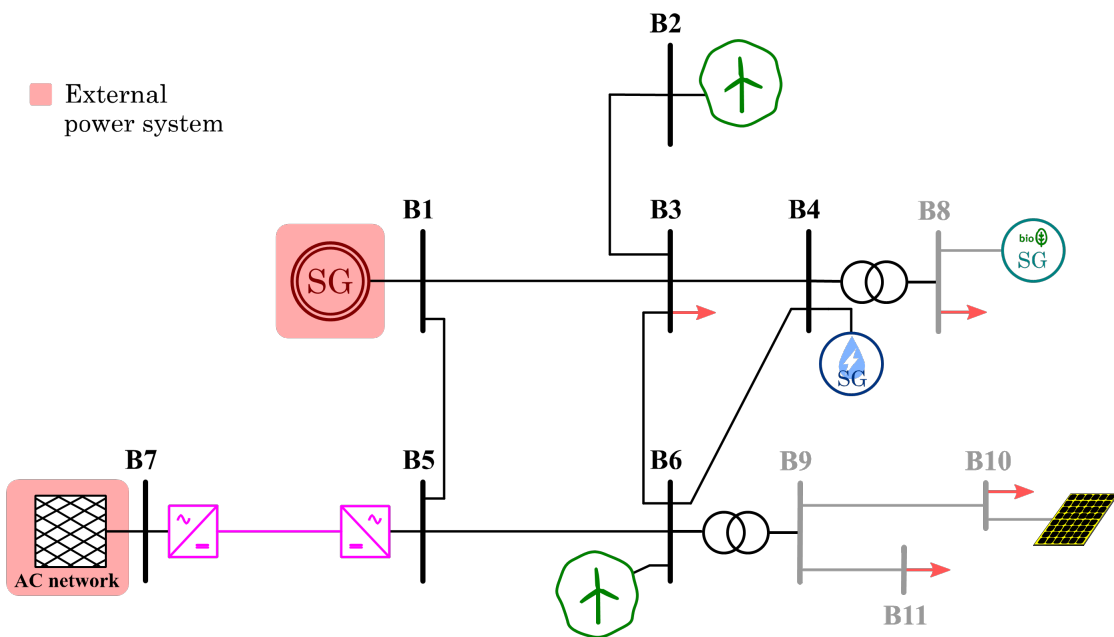 B2
External
power system
B1
B3
B4
B8
SG
bio
SG
SG
B7
B5
B6
B9
B10
AC network
B11